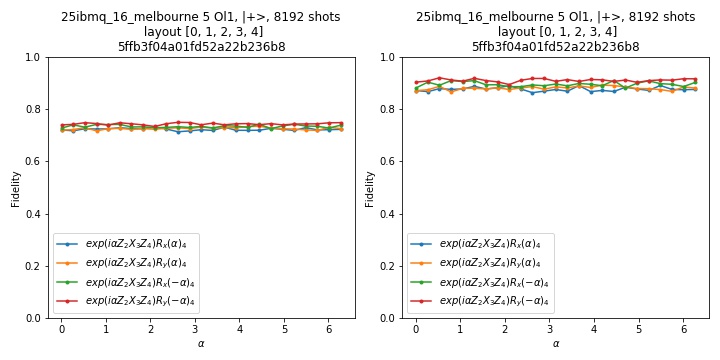 25ibmq_16_melbourne 5 Ol1, |+>, 8192 shots
layout [0, 1, 2, 3, 4]
5ffb3f04a01fd52a22b236b8
1.0
0.8
0.6
0.4
0.2
0.0
Fidelity
exp(iαZ₂X₃Z₄)Rₓ(α)₄
exp(iαZ₂X₃Z₄)Rᵧ(α)₄
exp(iαZ₂X₃Z₄)Rₓ(−α)₄
exp(iαZ₂X₃Z₄)Rᵧ(−α)₄
0 1 2 3 4 5 6
α
25ibmq_16_melbourne 5 Ol1, |+>, 8192 shots
layout [0, 1, 2, 3, 4]
5ffb3f04a01fd52a22b236b8
1.0
0.8
0.6
0.4
0.2
0.0
Fidelity
exp(iαZ₂X₃Z₄)Rₓ(α)₄
exp(iαZ₂X₃Z₄)Rᵧ(α)₄
exp(iαZ₂X₃Z₄)Rₓ(−α)₄
exp(iαZ₂X₃Z₄)Rᵧ(−α)₄
0 1 2 3 4 5 6
α